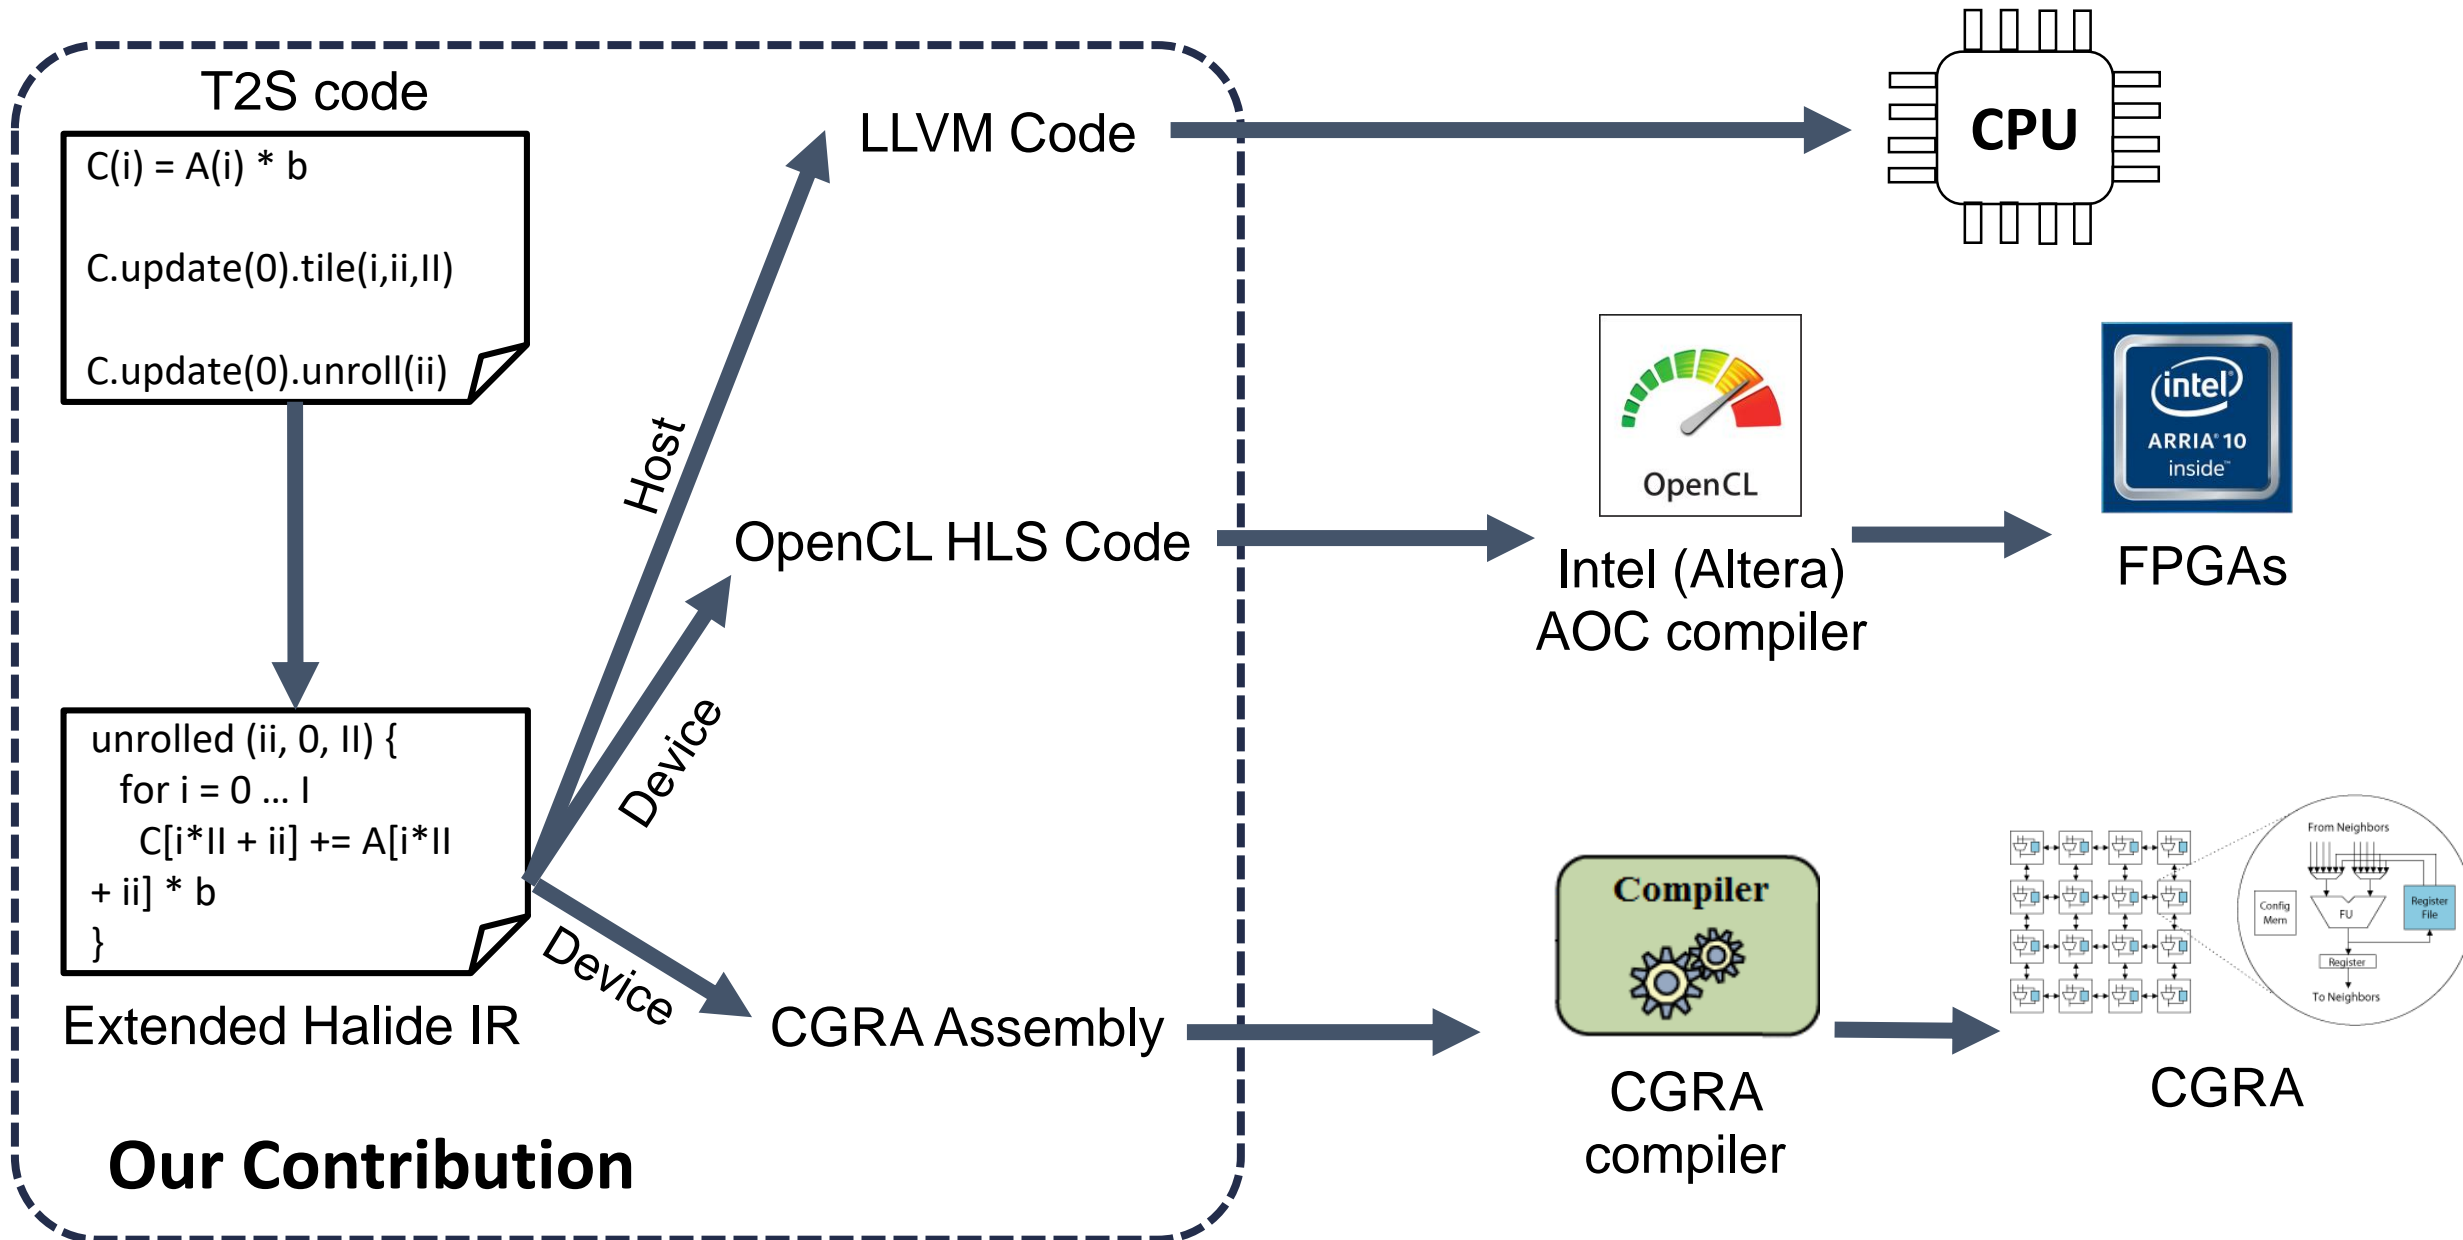 T2S code
C(i) = A(i) * b
C.update(0).tile(i,ii,II)
C.update(0).unroll(ii)
unrolled (ii, 0, II) {
for i = 0 ... I
C[i*II + ii] += A[i*II
+ ii] * b
}
Extended Halide IR
Our Contribution
Host
Device
Device
LLVM Code
OpenCL HLS Code
CGRA Assembly
CPU
OpenCL
Intel (Altera)
AOC compiler
intel
ARRIA® 10
inside™
FPGAs
Compiler
CGRA
compiler
From Neighbors
Config
Mem
FU
Register
File
Register
To Neighbors
CGRA